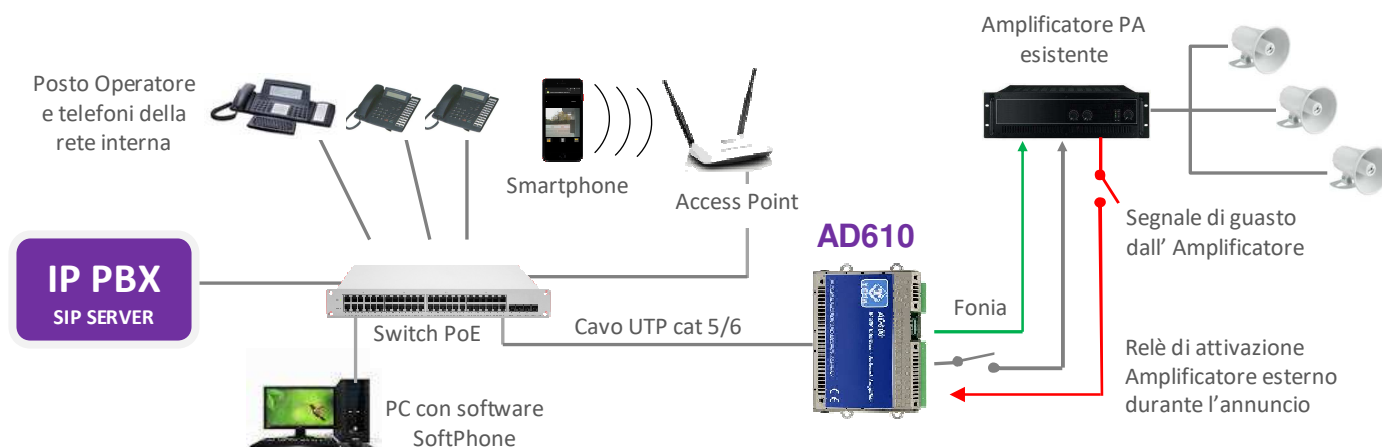 Amplificatore PA
esistente
Posto Operatore
e telefoni della
rete interna
Smartphone
Access Point
Segnale di guasto
dall’ Amplificatore
AD610
IP PBX
SIP SERVER
Switch PoE
Cavo UTP cat 5/6
Fonia
Relè di attivazione
Amplificatore esterno
durante l’annuncio
PC con software
SoftPhone